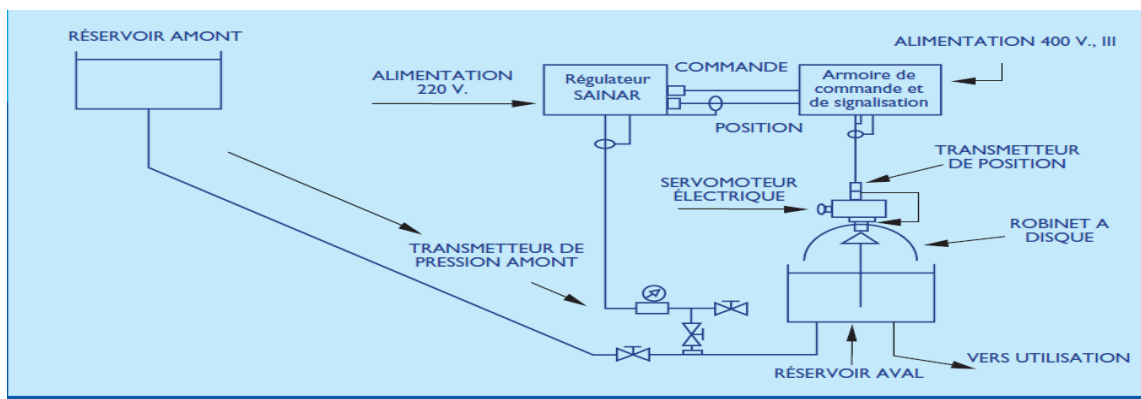 RÉSERVOIR AMONT
ALIMENTATION
220 V.
Régulateur
SAINAR
COMMANDE
POSITION
Armoire de
commande et
de signalisation
ALIMENTATION 400 V., III
TRANSMETTEUR
DE POSITION
SERVOMOTEUR
ÉLECTRIQUE
ROBINET A
DISQUE
TRANSMETTEUR DE
PRESSION AMONT
VERS UTILISATION
RÉSERVOIR AVAL